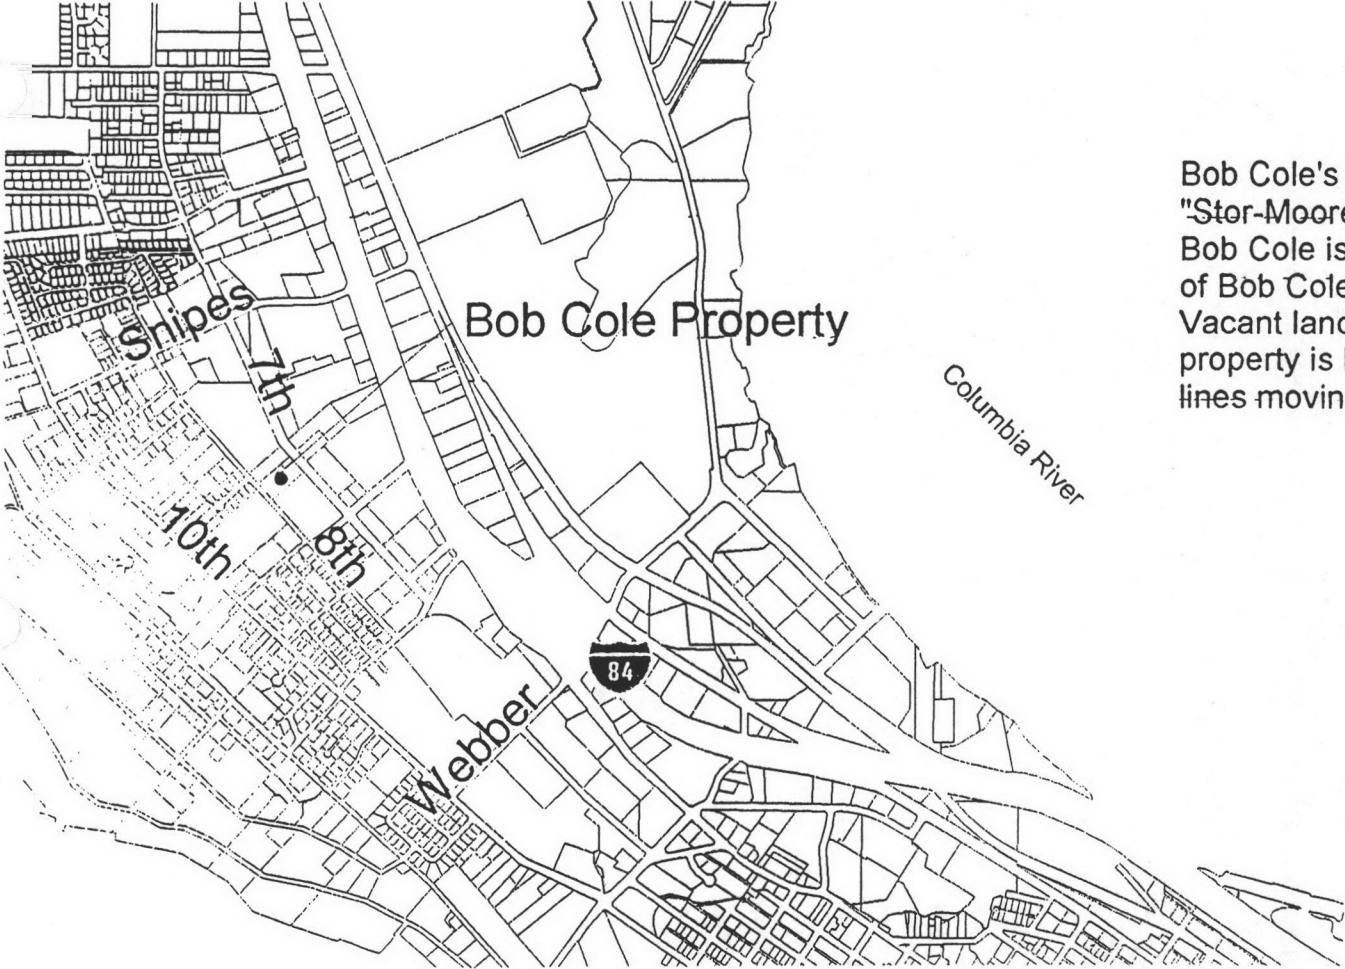 Bob Cole's
"Stor-Moore
Bob Cole is
of Bob Cole
Vacant land
property is
lines movin
Snipes
7th
Bob Cole Property
Columbia River
10th
8th
84
Webber